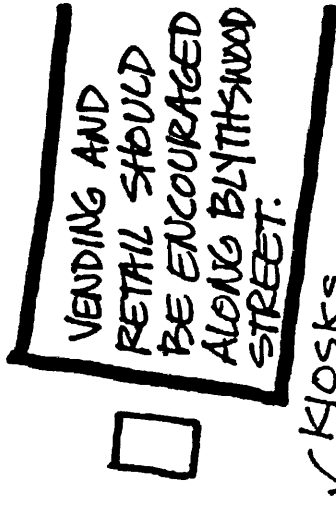 VENDING AND
RETAIL SHOULD
BE ENCOURAGED
ALONG BLYTHSWOOD
STREET.
KIOSKS